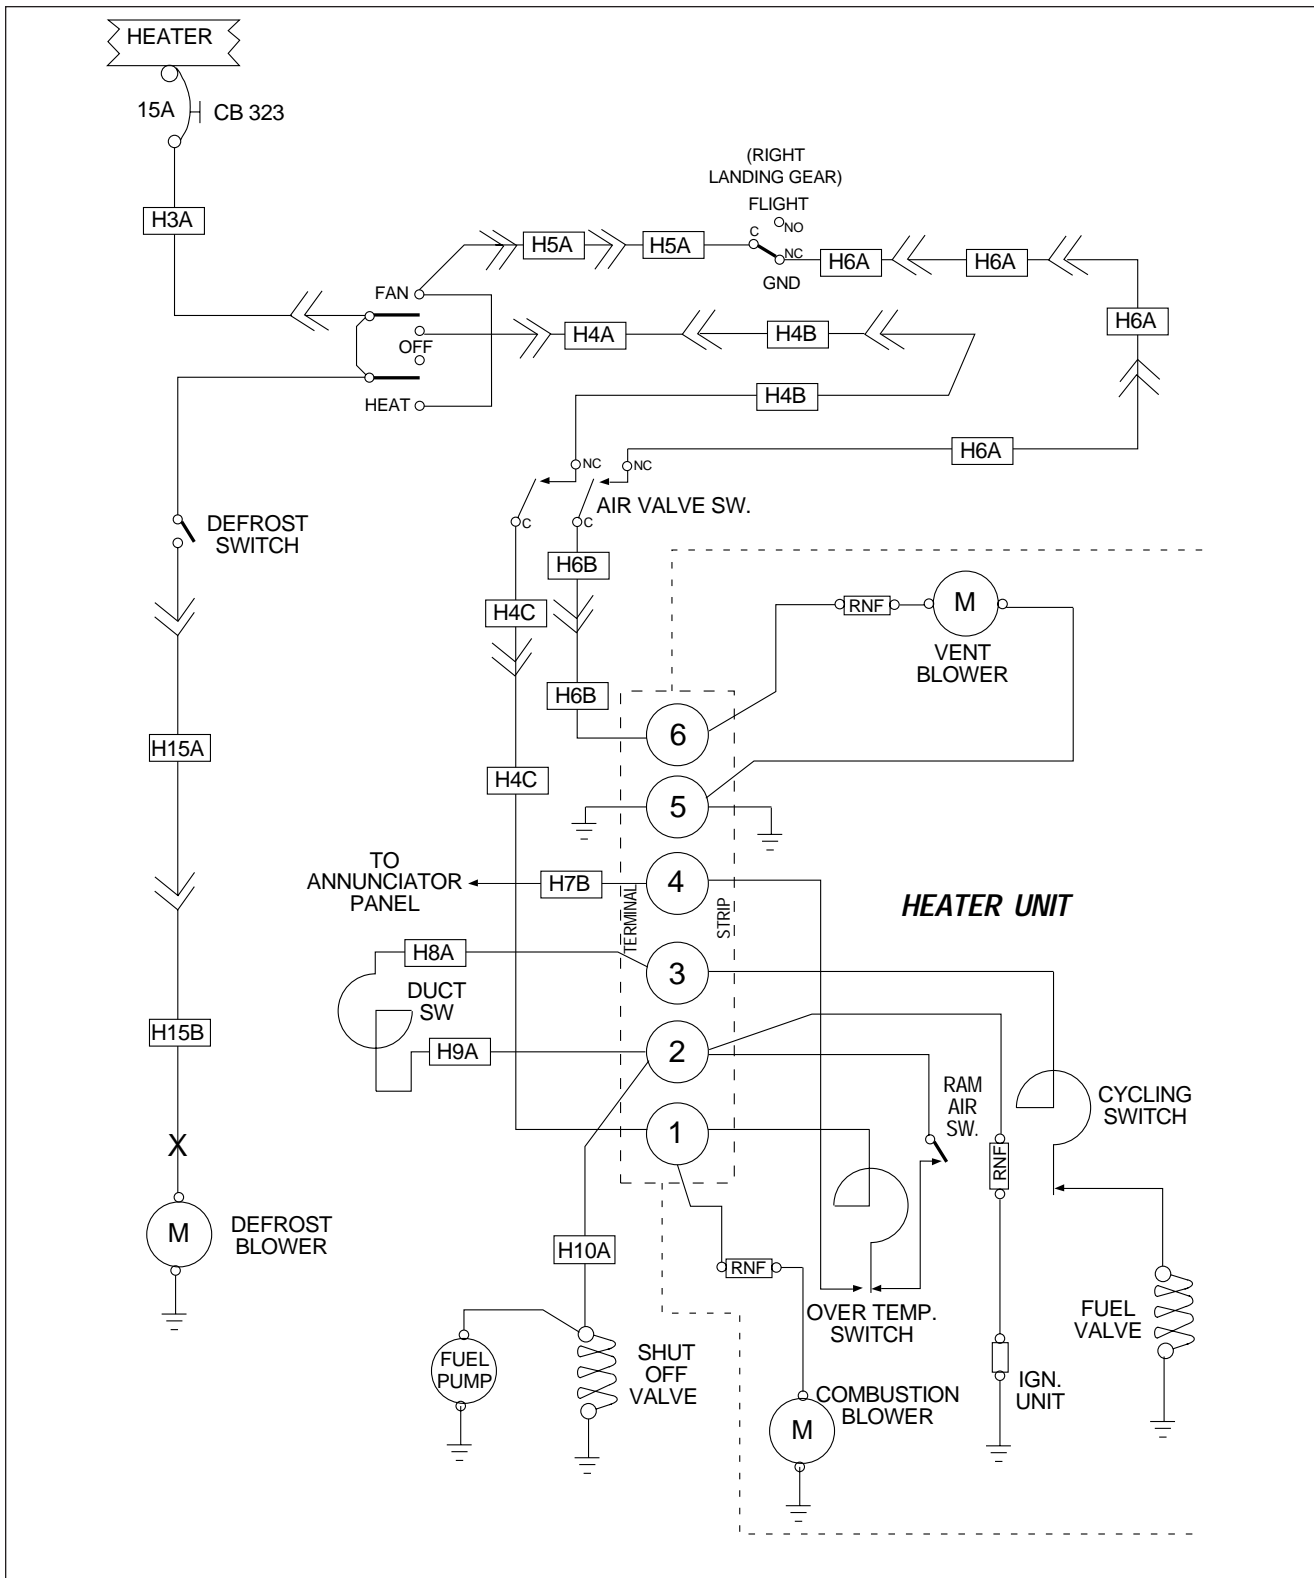 HEATER
15A
CB 323
H3A
(RIGHT
LANDING GEAR)
FLIGHT
NO
C
NC
GND
H5A
H5A
H6A
H6A
H6A
FAN
OFF
HEAT
H4A
H4B
H4B
H6A
NC
NC
AIR VALVE SW.
C
C
DEFROST
SWITCH
H6B
H4C
RNF
M
VENT
BLOWER
H6B
H15A
H4C
6
5
TO
ANNUNCIATOR
PANEL
H7B
4
TERMINAL
STRIP
HEATER UNIT
H8A
3
DUCT
SW
H15B
H9A
2
RAM
AIR
SW.
CYCLING
SWITCH
1
RNF
X
M
DEFROST
BLOWER
H10A
RNF
OVER TEMP.
SWITCH
FUEL
VALVE
FUEL
PUMP
SHUT
OFF
VALVE
COMBUSTION
BLOWER
M
IGN.
UNIT